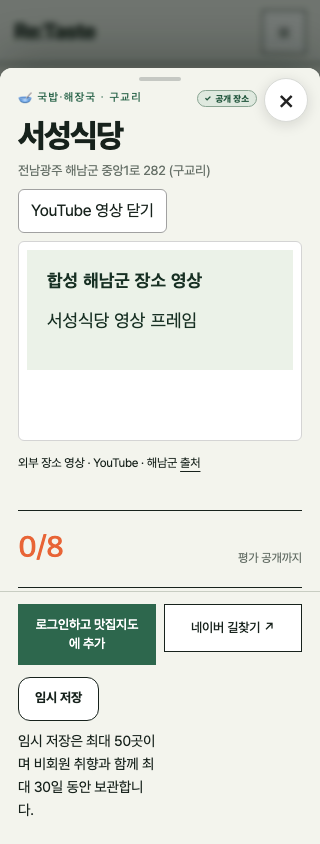 Re:Taste
국밥·해장국 · 구교리
✓ 공개 장소
×
서성식당
전남광주 해남군 중앙1로 282 (구교리)
YouTube 영상 닫기
합성 해남군 장소 영상
서성식당 영상 프레임
외부 장소 영상 · YouTube · 해남군 출처
0/8
평가 공개까지
로그인하고 맛집지도
에 추가
네이버 길찾기 ↗
임시 저장
임시 저장은 최대 50곳이
며 비회원 취향과 함께 최
대 30일 동안 보관합니
다.